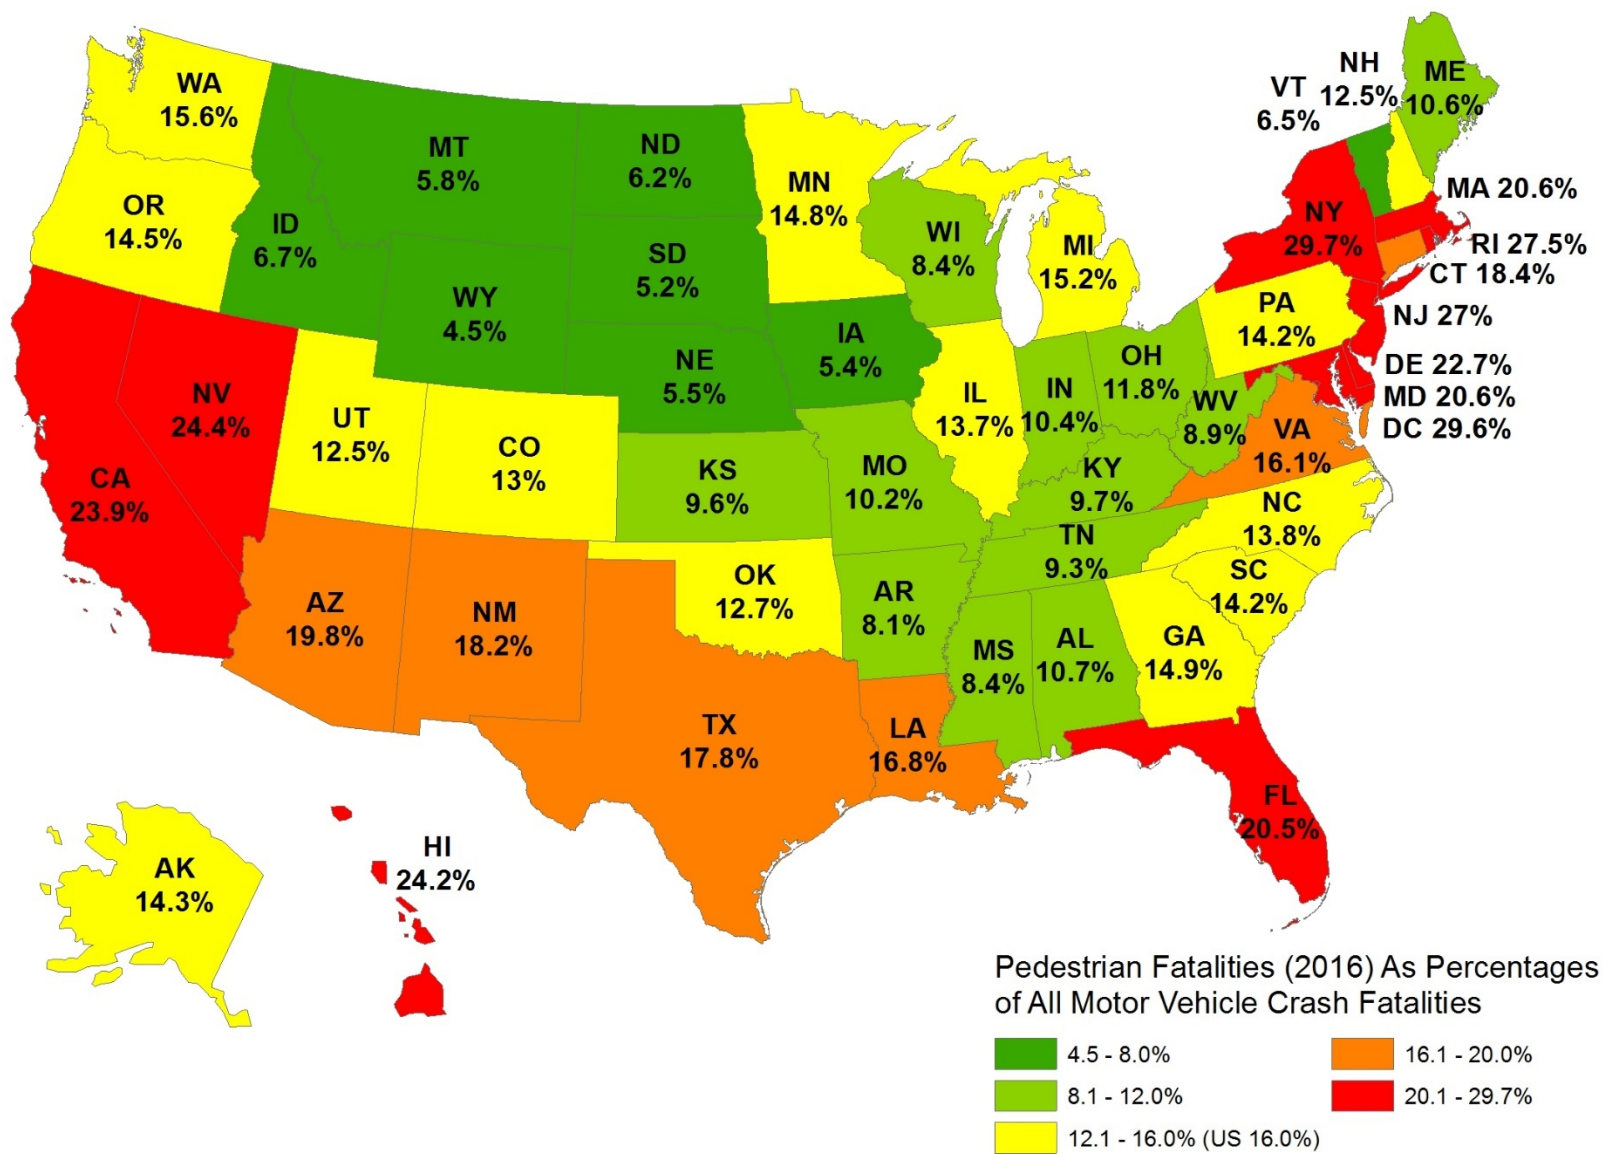 WA
15.6%
OR
14.5%
CA
23.9%
NV
24.4%
ID
6.7%
MT
5.8%
WY
4.5%
UT
12.5%
CO
13%
AZ
19.8%
NM
18.2%
ND
6.2%
SD
5.2%
NE
5.5%
KS
9.6%
OK
12.7%
TX
17.8%
MN
14.8%
IA
5.4%
MO
10.2%
AR
8.1%
LA
16.8%
WI
8.4%
IL
13.7%
MI
15.2%
IN
10.4%
OH
11.8%
KY
9.7%
TN
9.3%
MS
8.4%
AL
10.7%
GA
14.9%
FL
20.5%
SC
14.2%
NC
13.8%
VA
16.1%
WV
8.9%
PA
14.2%
NY
29.7%
VT
6.5%
NH
12.5%
ME
10.6%
MA 20.6%
RI 27.5%
CT 18.4%
NJ 27%
DE 22.7%
MD 20.6%
DC 29.6%
AK
14.3%
HI
24.2%
Pedestrian Fatalities (2016) As Percentages
of All Motor Vehicle Crash Fatalities
4.5 - 8.0%
8.1 - 12.0%
12.1 - 16.0% (US 16.0%)
16.1 - 20.0%
20.1 - 29.7%